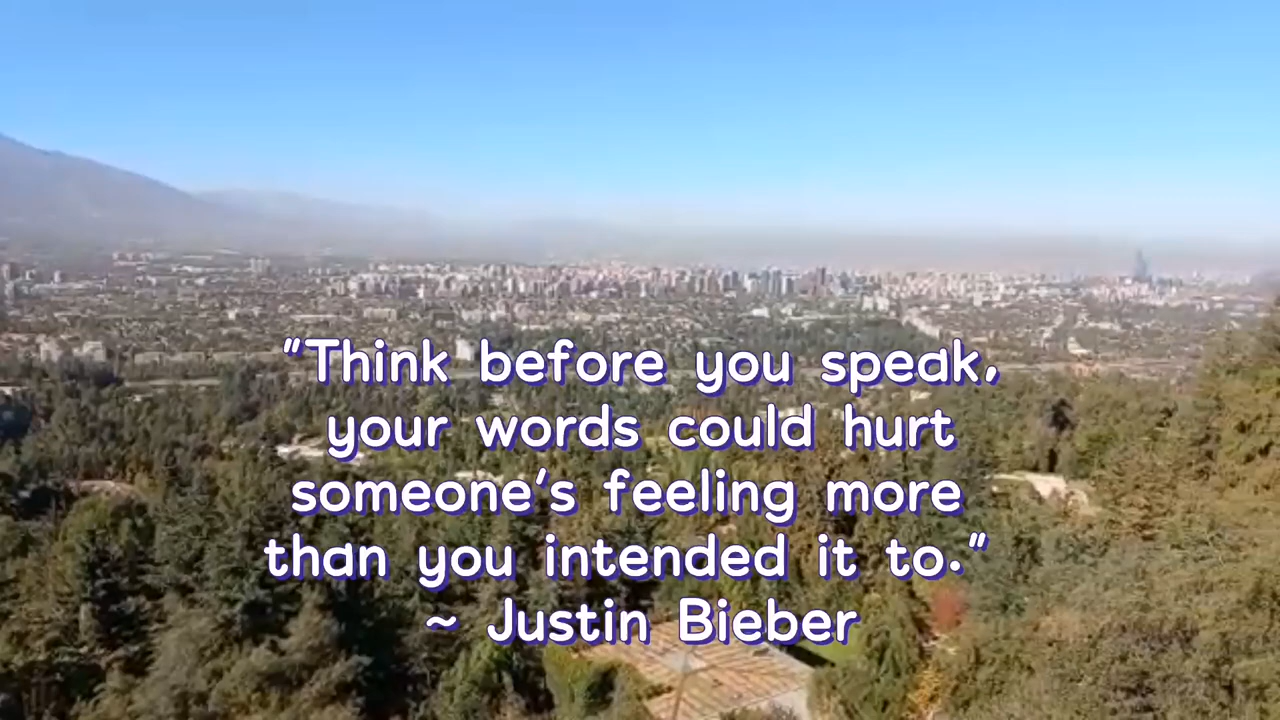 "Think before you speak,
your words could hurt
someone's feeling more
than you intended it to."
~ Justin Bieber